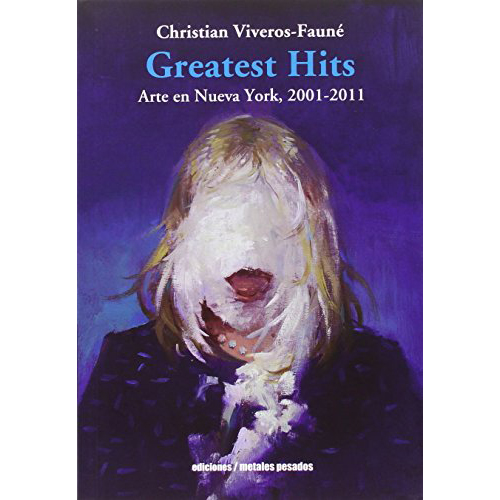 Christian Viveros-Fauné
Greatest Hits
Arte en Nueva York, 2001-2011
ediciones / metales pesados